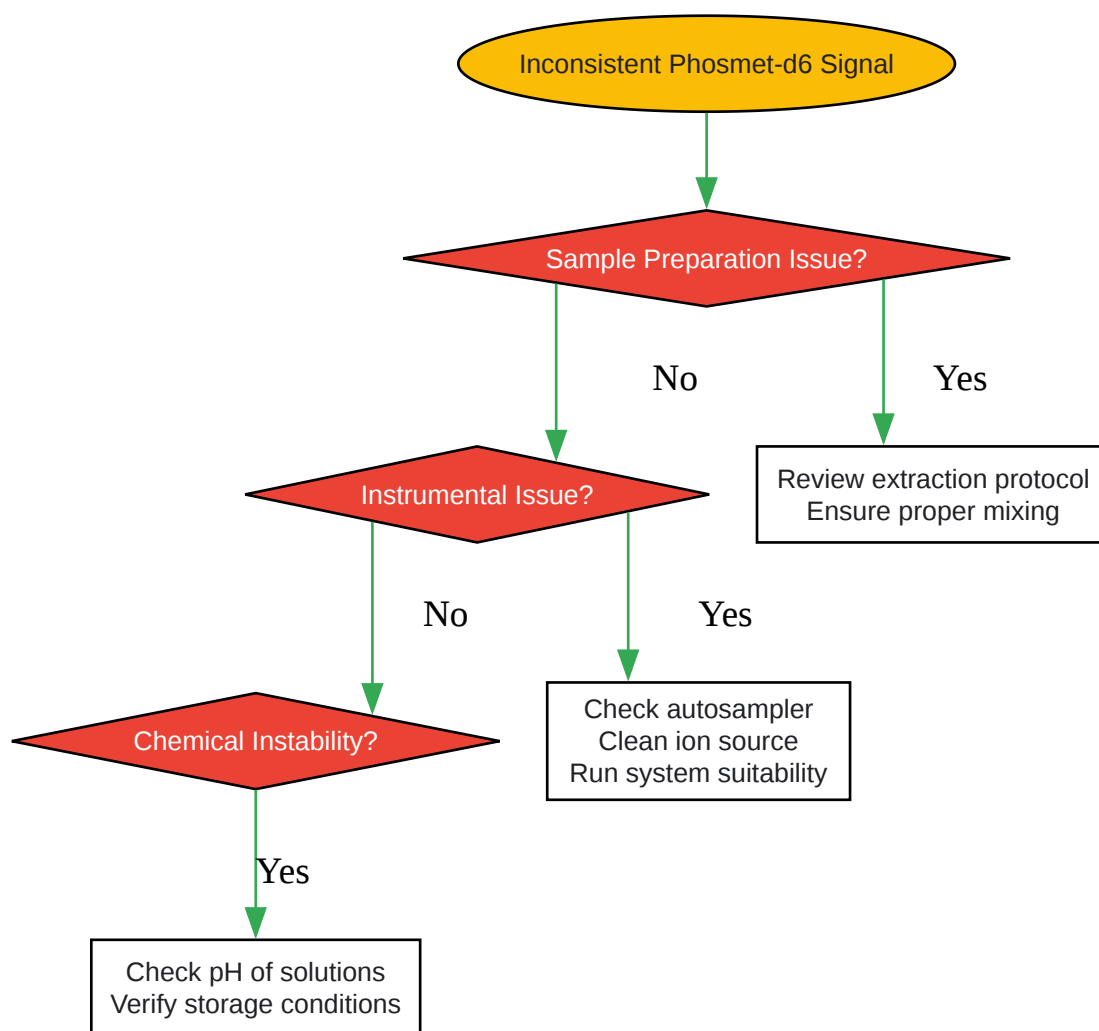 Inconsistent Phosmet-d6 Signal
Sample Preparation Issue?
No
Yes
Review extraction protocol
Ensure proper mixing
Instrumental Issue?
No
Yes
Check autosampler
Clean ion source
Run system suitability
Chemical Instability?
Yes
Check pH of solutions
Verify storage conditions